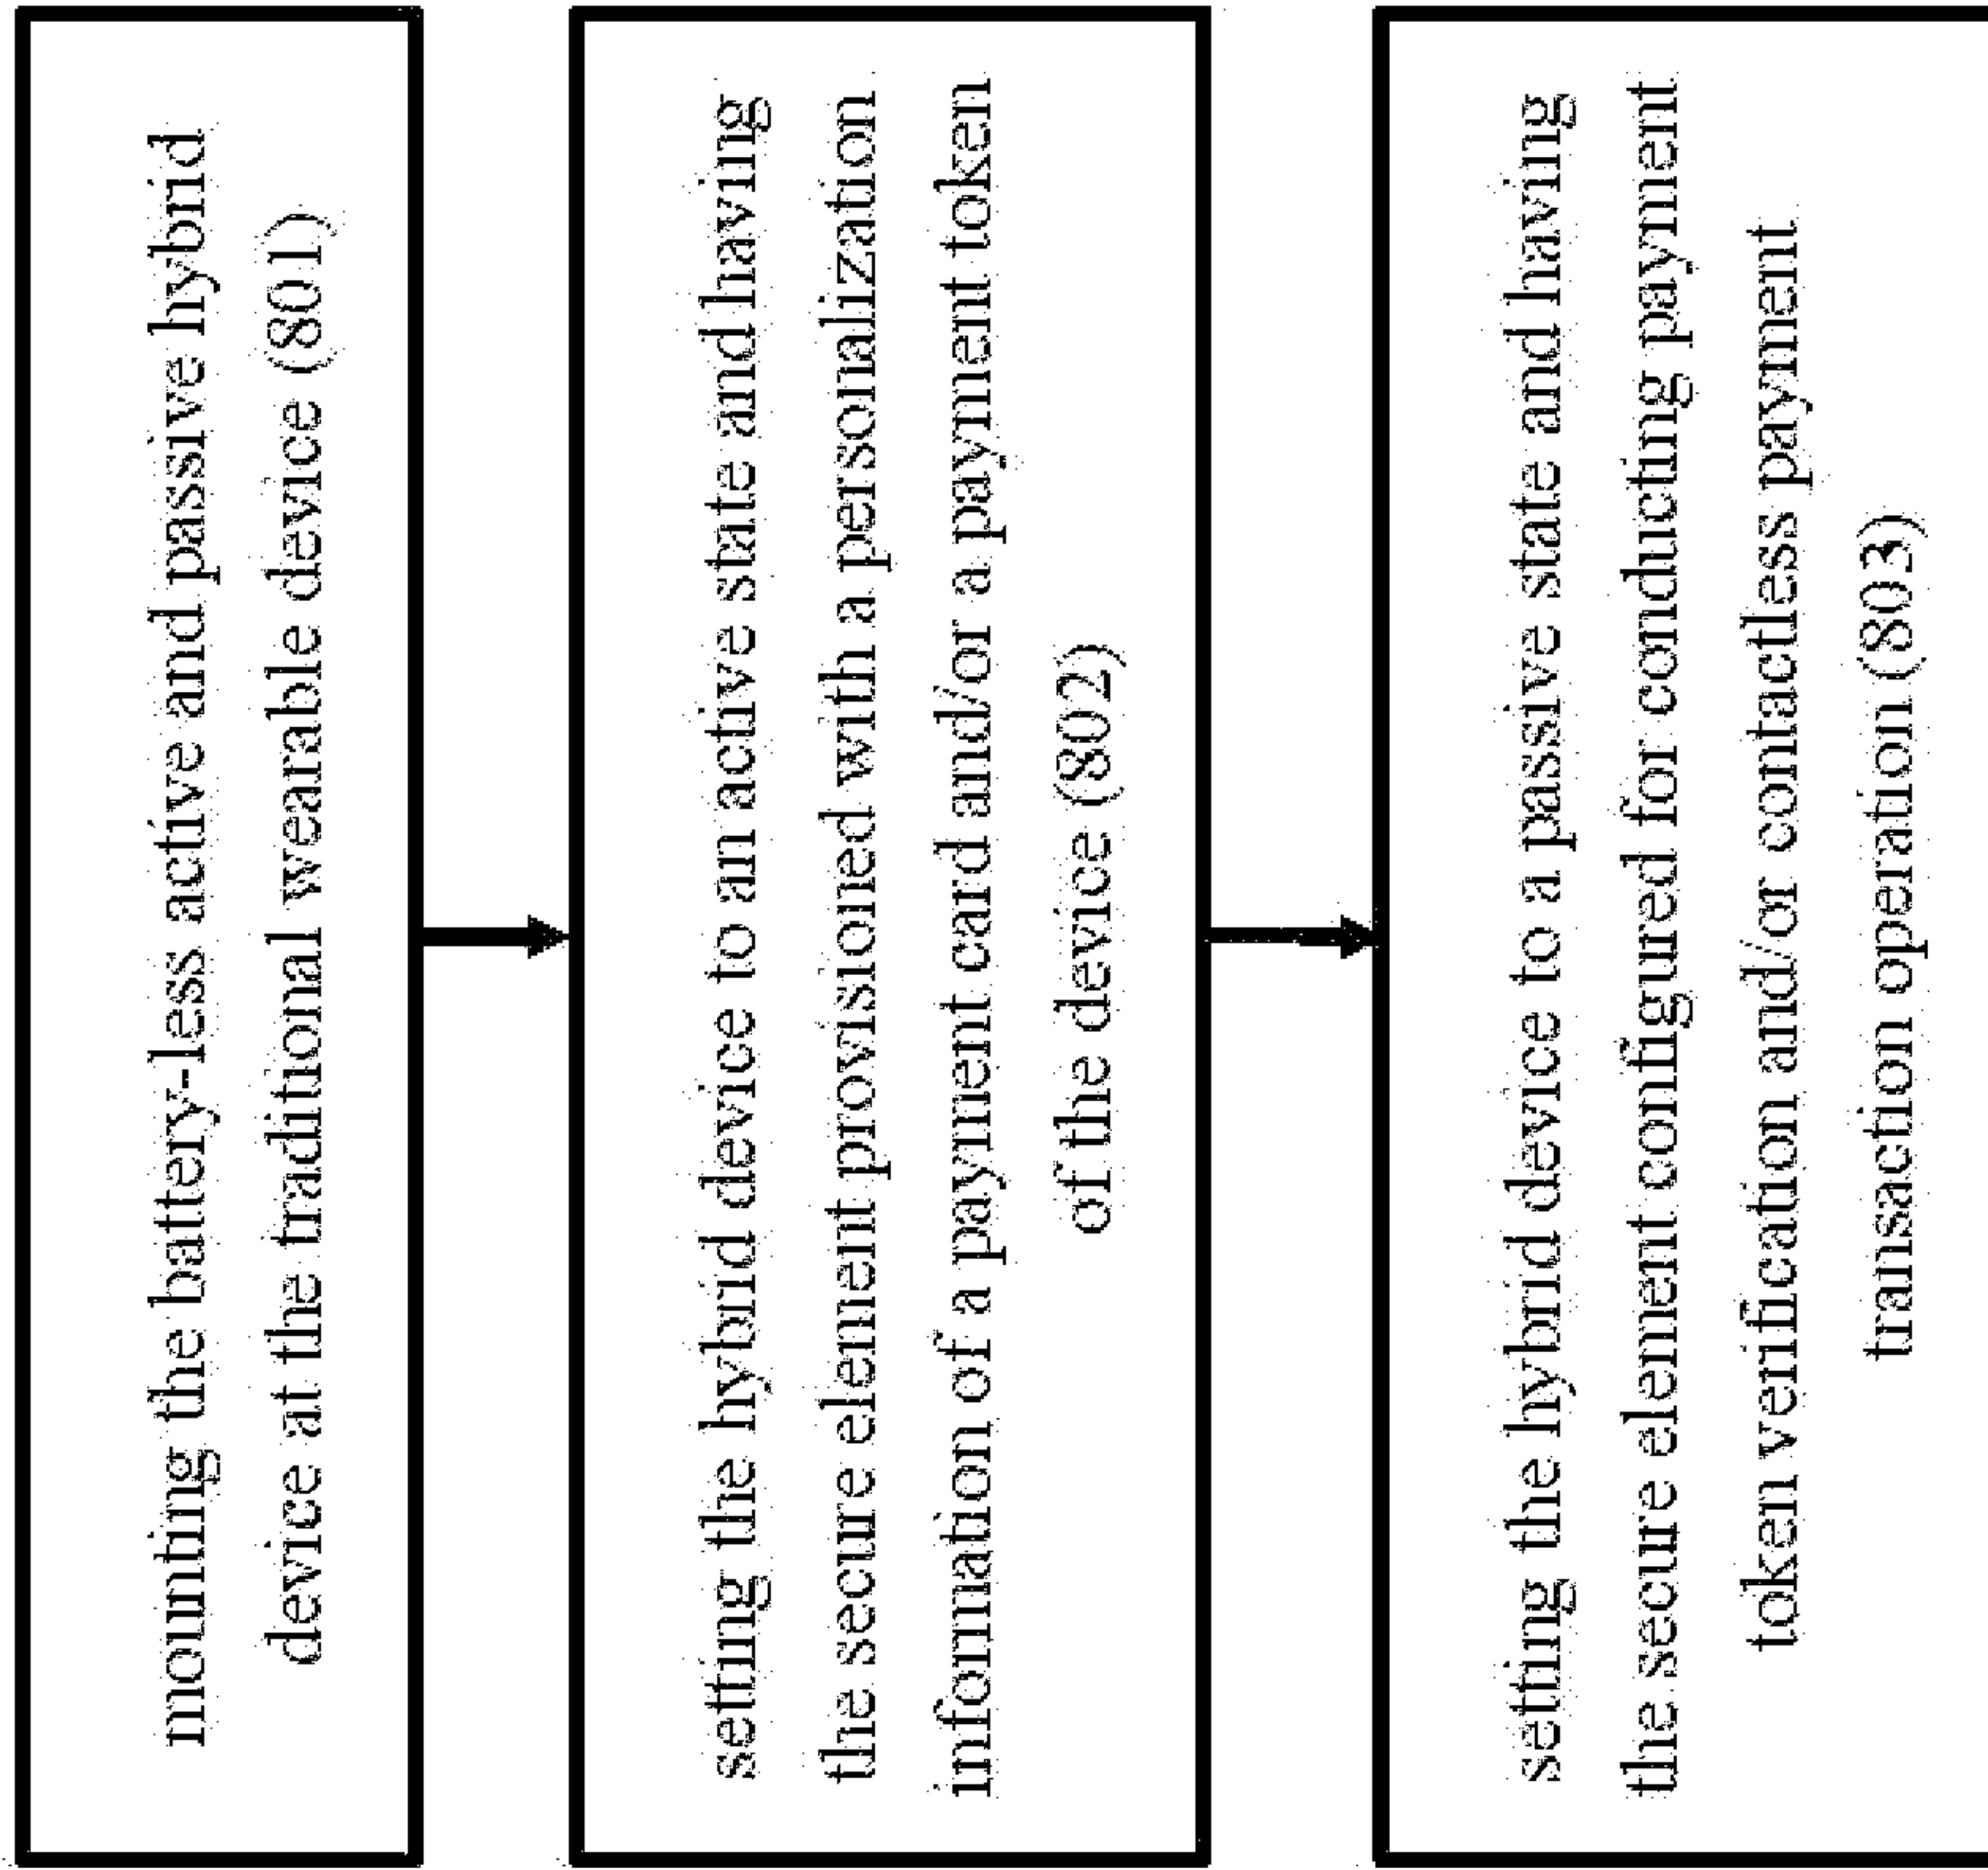 mounting the battery-less active and passive hybrid
device at the traditional wearable device (801)
setting the hybrid device to an active state and having
the secure element provisioned with a personalization
information of a payment card and/or a payment token
of the device (802)
setting the hybrid device to a passive state and having
the secure element configured for conducting payment
token verification and/or contactless payment
transaction operation (803)